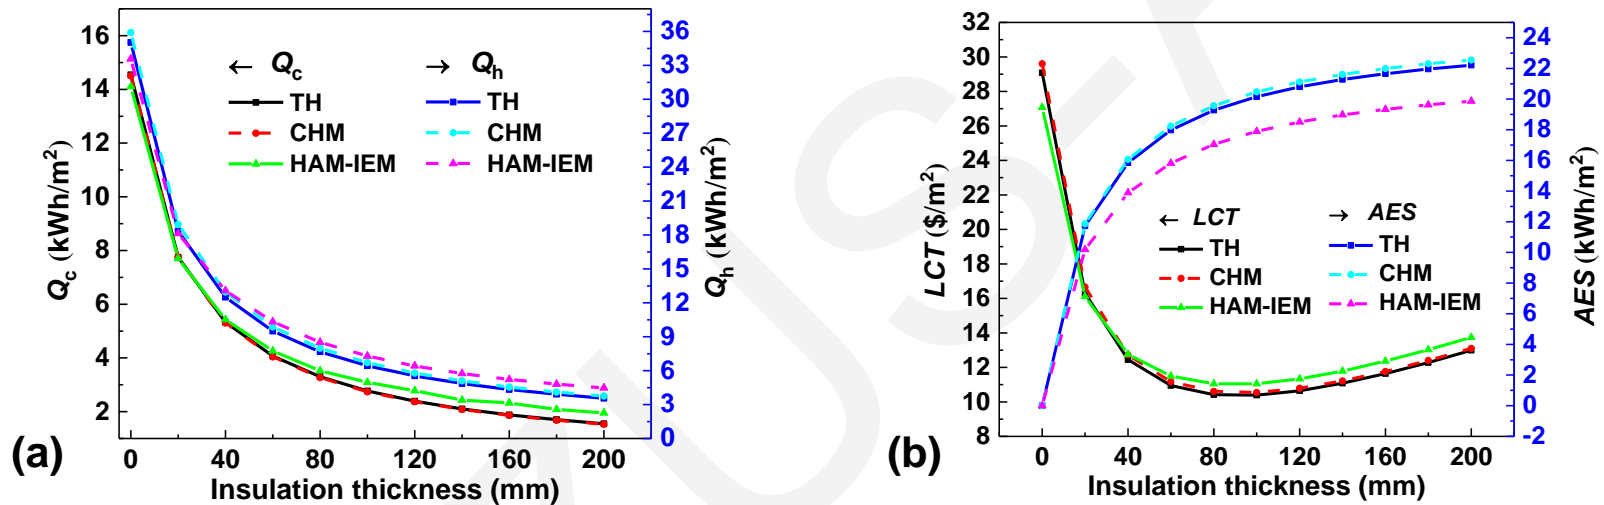 16
14
12
10
8
6
4
2
Q_c (kWh/m²)
36
33
30
27
24
21
18
15
12
9
6
3
0
Q_h (kWh/m²)
← Q_c → Q_h
TH TH
CHM CHM
HAM-IEM HAM-IEM
0 40 80 120 160 200
Insulation thickness (mm)
(a)
32
30
28
26
24
22
20
18
16
14
12
10
8
LCT ($/m²)
24
22
20
18
16
14
12
10
8
6
4
2
0
-2
AES (kWh/m²)
← LCT → AES
TH TH
CHM CHM
HAM-IEM HAM-IEM
0 40 80 120 160 200
Insulation thickness (mm)
(b)